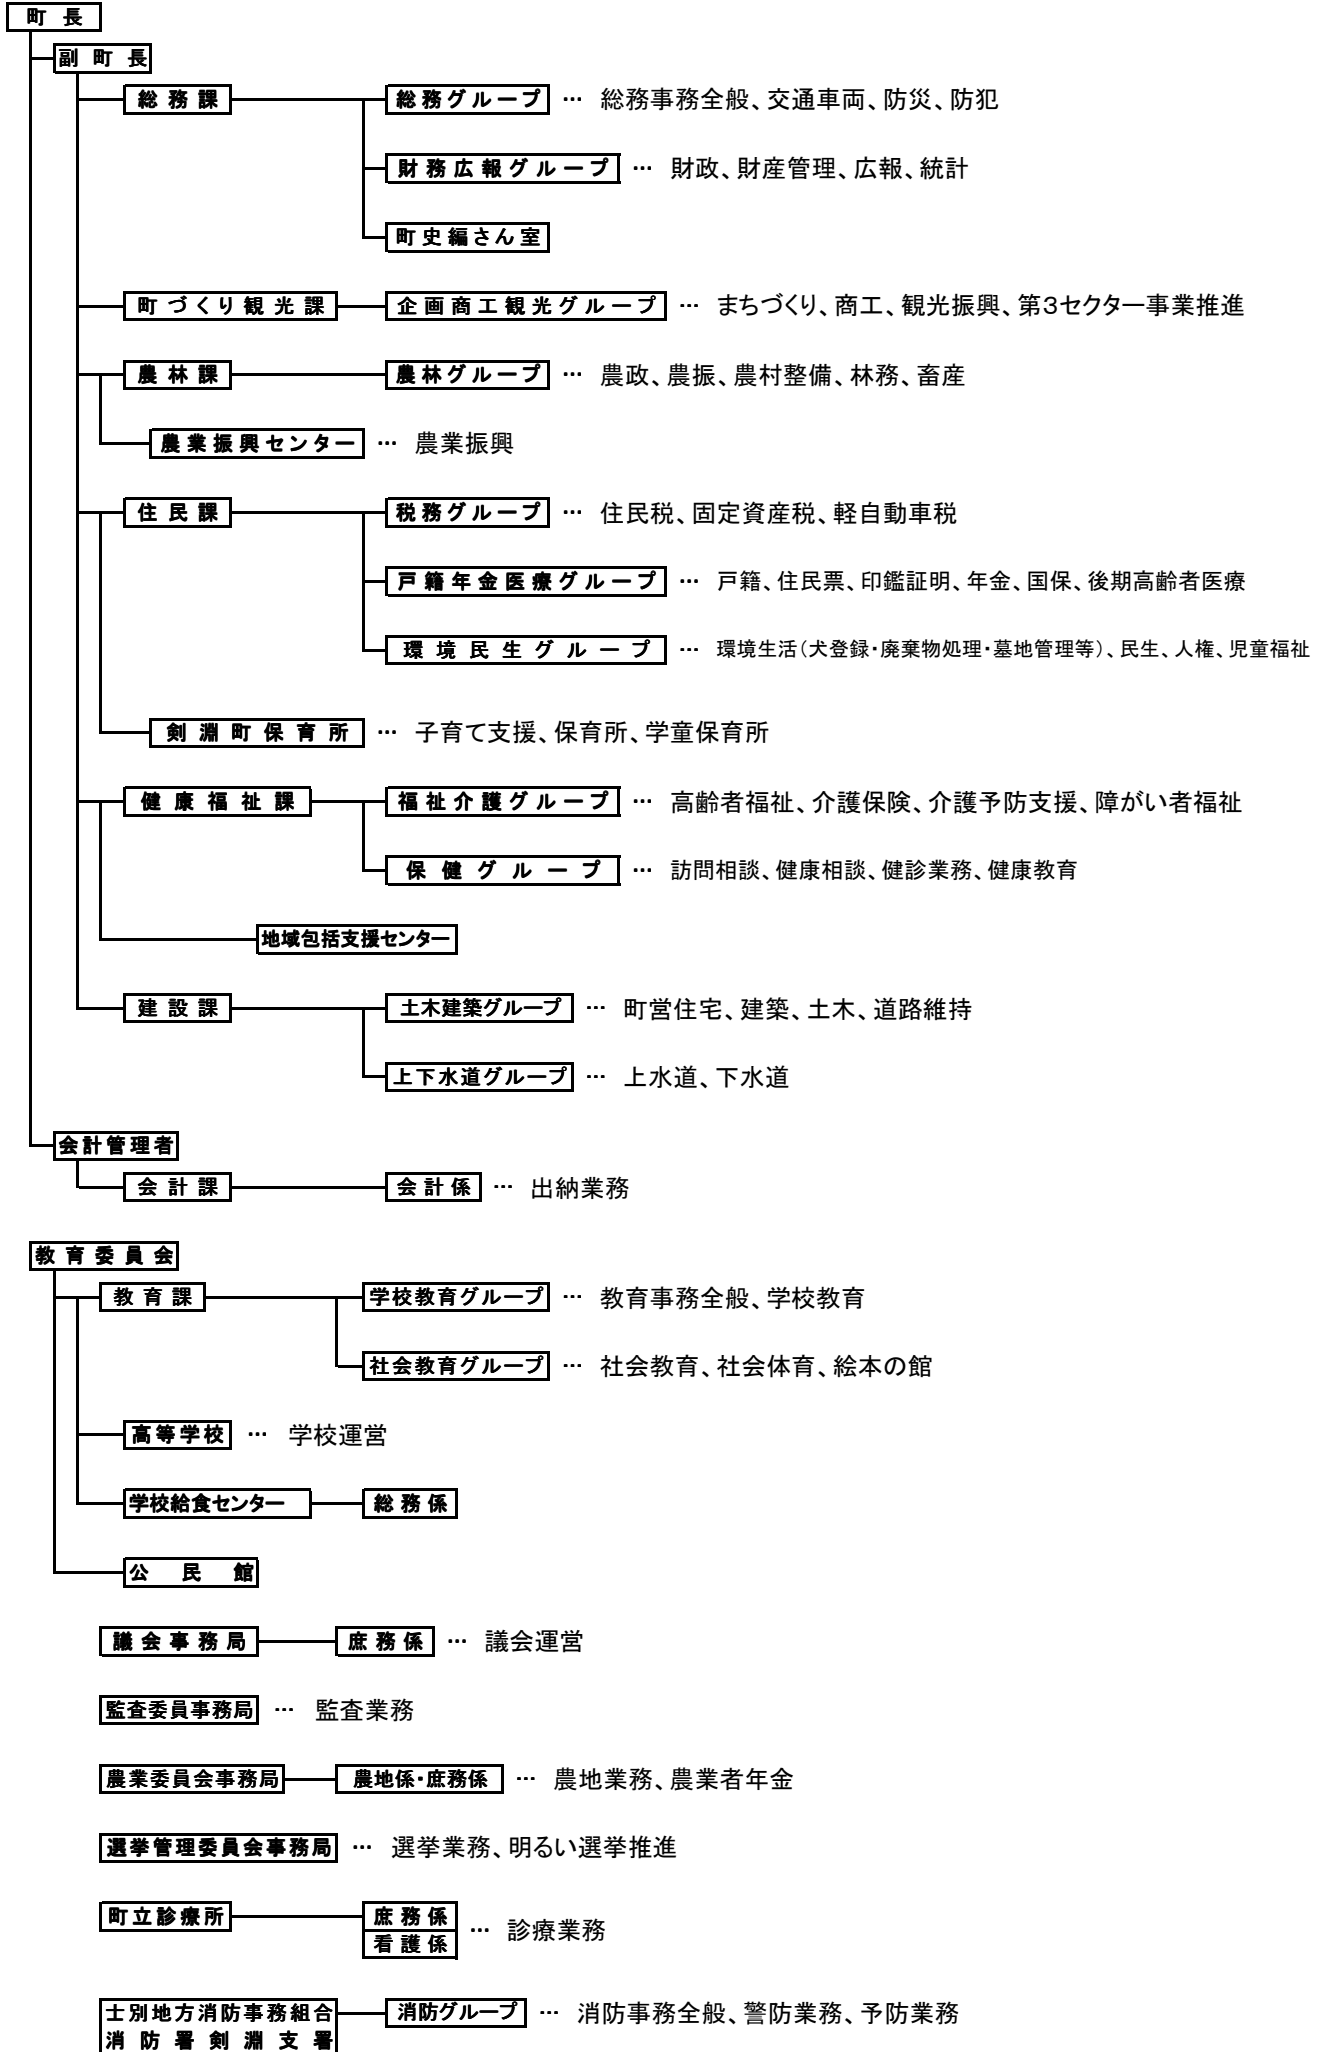 町長
副町長
総務課 総務グループ … 総務事務全般、交通車両、防災、防犯
財務広報グループ … 財政、財産管理、広報、統計
町史編さん室
町づくり観光課 企画商工観光グループ … まちづくり、商工、観光振興、第3セクター事業推進
農林課 農林グループ … 農政、農振、農村整備、林務、畜産
農業振興センター … 農業振興
住民課 税務グループ … 住民税、固定資産税、軽自動車税
戸籍年金医療グループ … 戸籍、住民票、印鑑証明、年金、国保、後期高齢者医療
環境民生グループ … 環境生活(犬登録・廃棄物処理・墓地管理等)、民生、人権、児童福祉
剣淵町保育所 … 子育て支援、保育所、学童保育所
健康福祉課 福祉介護グループ … 高齢者福祉、介護保険、介護予防支援、障がい者福祉
保健グループ … 訪問相談、健康相談、健診業務、健康教育
地域包括支援センター
建設課 土木建築グループ … 町営住宅、建築、土木、道路維持
上下水道グループ … 上水道、下水道
会計管理者
会計課 会計係 … 出納業務
教育委員会
教育課 学校教育グループ … 教育事務全般、学校教育
社会教育グループ … 社会教育、社会体育、絵本の館
高等学校 … 学校運営
学校給食センター 総務係
公民館
議会事務局 庶務係 … 議会運営
監査委員事務局 … 監査業務
農業委員会事務局 農地係・庶務係 … 農地業務、農業者年金
選挙管理委員会事務局 … 選挙業務、明るい選挙推進
町立診療所 庶務係
看護係 … 診療業務
士別地方消防事務組合 消防グループ … 消防事務全般、警防業務、予防業務
消防署剣淵支署